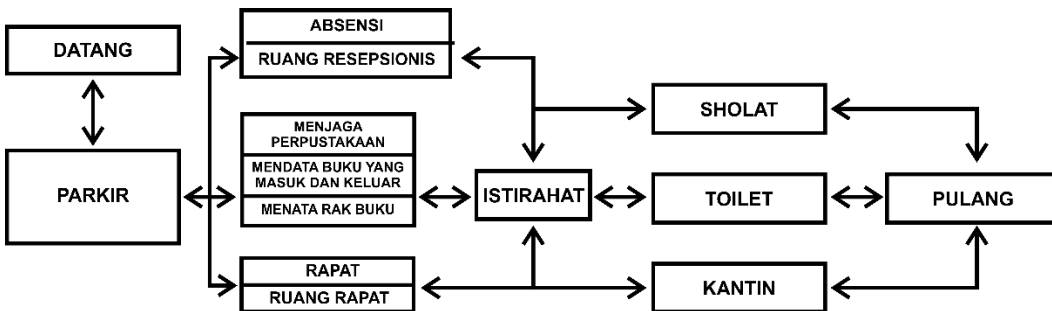 DATANG
PARKIR
ABSENSI
RUANG RESEPSIONIS
MENJAGA
PERPUSTAKAAN
MENDATA BUKU YANG
MASUK DAN KELUAR
MENATA RAK BUKU
RAPAT
RUANG RAPAT
ISTIRAHAT
SHOLAT
TOILET
KANTIN
PULANG